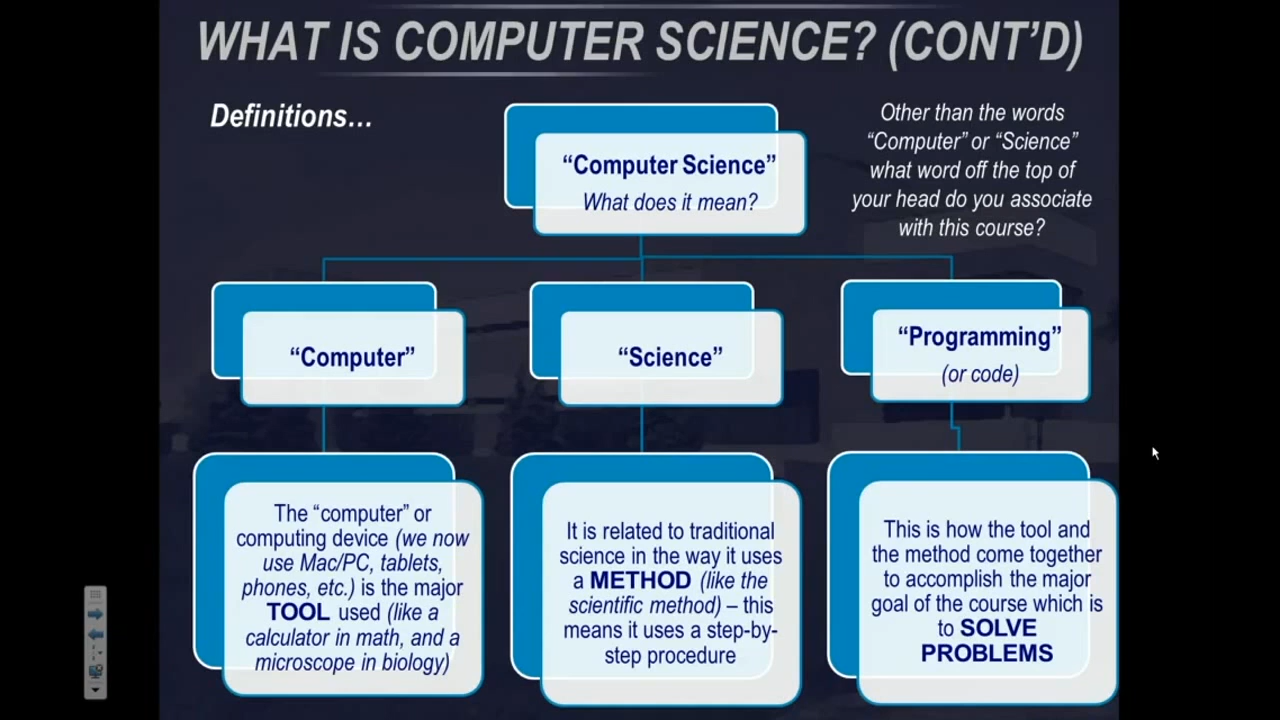 WHAT IS COMPUTER SCIENCE? (CONT’D)
Definitions…
“Computer Science”
What does it mean?
Other than the words
“Computer” or “Science”
what word off the top of
your head do you associate
with this course?
“Computer”
“Science”
“Programming”
(or code)
The “computer” or
computing device (we now
use Mac/PC, tablets,
phones, etc.) is the major
TOOL used (like a
calculator in math, and a
microscope in biology)
It is related to traditional
science in the way it uses
a METHOD (like the
scientific method) – this
means it uses a step-by-
step procedure
This is how the tool and
the method come together
to accomplish the major
goal of the course which is
to SOLVE
PROBLEMS